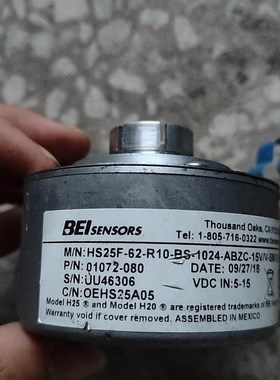 BEI SENSORS
Thousand Oaks, CA
Tel: 1-805-716-0322 www.
M/N:HS25F-62-R10-BS-1024-ABZC-15V/V-SM18
P/N: 01072-080 DATE: 09/27/18
S/N:UU46306 VDC IN:5-15
C/N:OEHS25A05
Model H25 ® and Model H20 ® are registered trademarks of
Warranty void if cover removed. ASSEMBLED IN MEXICO.